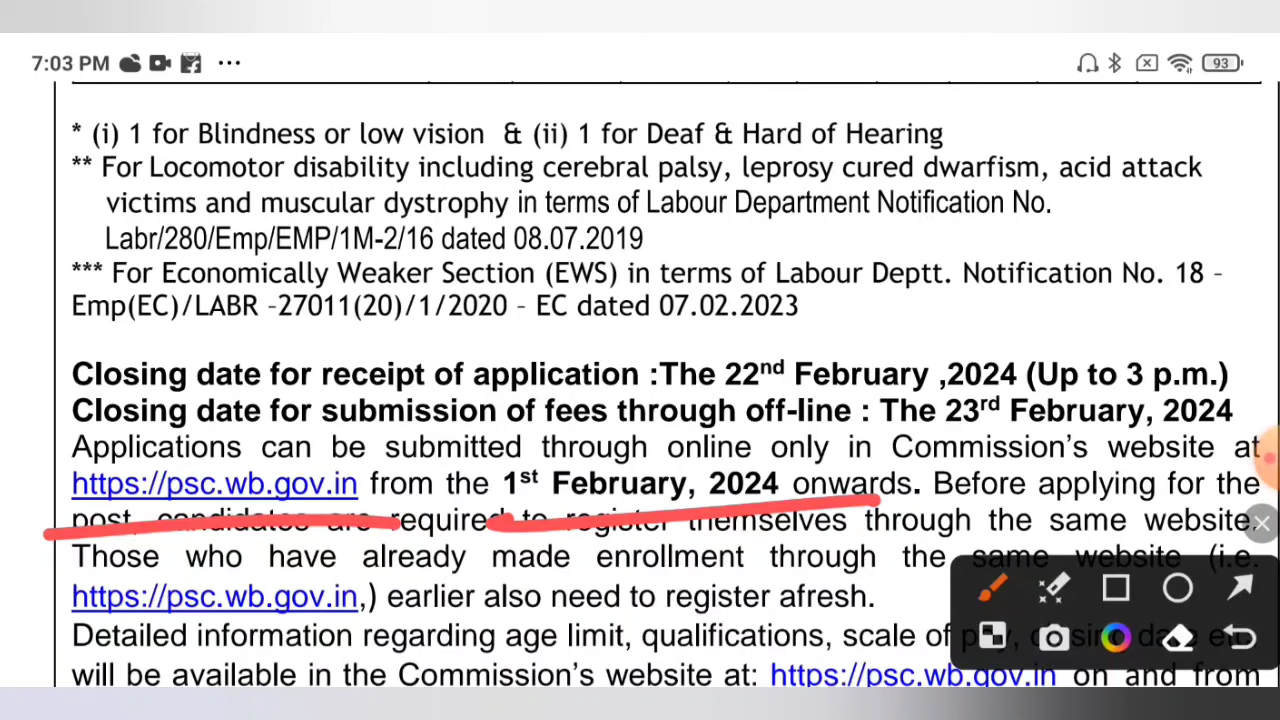 7:03 PM
93
* (i) 1 for Blindness or low vision & (ii) 1 for Deaf & Hard of Hearing
** For Locomotor disability including cerebral palsy, leprosy cured dwarfism, acid attack
victims and muscular dystrophy in terms of Labour Department Notification No.
Labr/280/Emp/EMP/1M-2/16 dated 08.07.2019
*** For Economically Weaker Section (EWS) in terms of Labour Deptt. Notification No. 18 –
Emp(EC)/LABR –27011(20)/1/2020 – EC dated 07.02.2023
Closing date for receipt of application :The 22nd February ,2024 (Up to 3 p.m.)
Closing date for submission of fees through off-line : The 23rd February, 2024
Applications can be submitted through online only in Commission's website at
https://psc.wb.gov.in from the 1st February, 2024 onwards. Before applying for the
post, candidates are required to register themselves through the same website.
Those who have already made enrollment through the same website (i.e.
https://psc.wb.gov.in,) earlier also need to register afresh.
Detailed information regarding age limit, qualifications, scale of
will be available in the Commission's website at: https://psc.wb.gov.in on and from